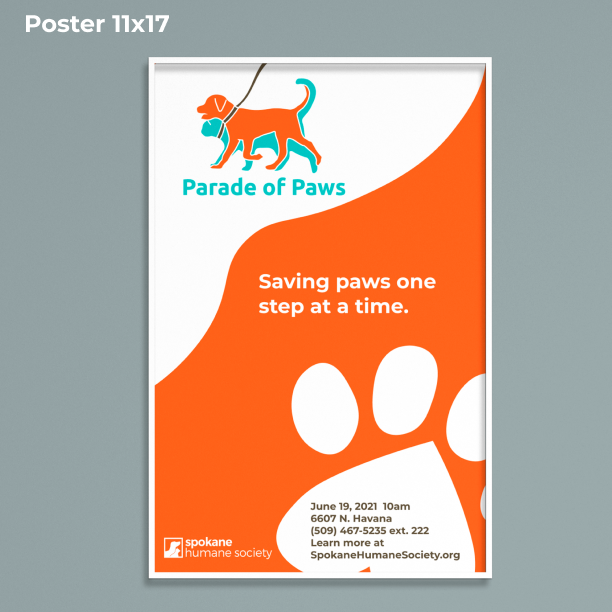 Poster 11x17
Parade of Paws
Saving paws one
step at a time.
June 19, 2021 10am
6607 N. Havana
(509) 467-5235 ext. 222
Learn more at
SpokaneHumaneSociety.org
spokane
humane society